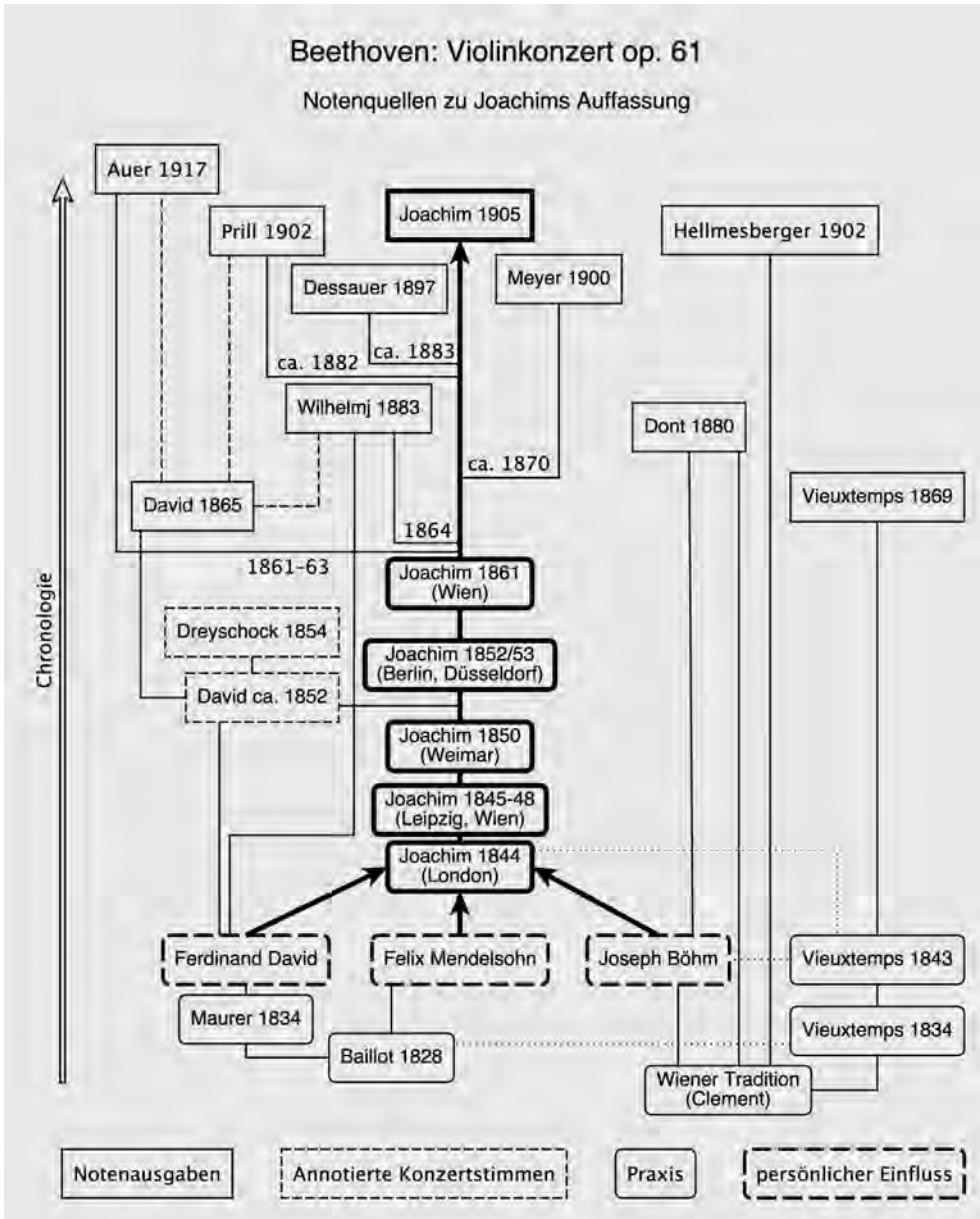 Beethoven: Violinkonzert op. 61
Notenquellen zu Joachims Auffassung
Auer 1917
Joachim 1905
Prill 1902
Hellmesberger 1902
Dessauer 1897
Meyer 1900
ca. 1883
ca. 1882
Wilhelmj 1883
Dont 1880
ca. 1870
David 1865
Vieuxtemps 1869
1864
1861-63
Joachim 1861
(Wien)
Chronologie
Dreyschock 1854
Joachim 1852/53
(Berlin, Düsseldorf)
David ca. 1852
Joachim 1850
(Weimar)
Joachim 1845-48
(Leipzig, Wien)
Joachim 1844
(London)
Ferdinand David
Felix Mendelsohn
Joseph Böhm
Vieuxtemps 1843
Maurer 1834
Vieuxtemps 1834
Baillot 1828
Wiener Tradition
(Clement)
Notenausgaben
Annotierte Konzertstimmen
Praxis
persönlicher Einfluss